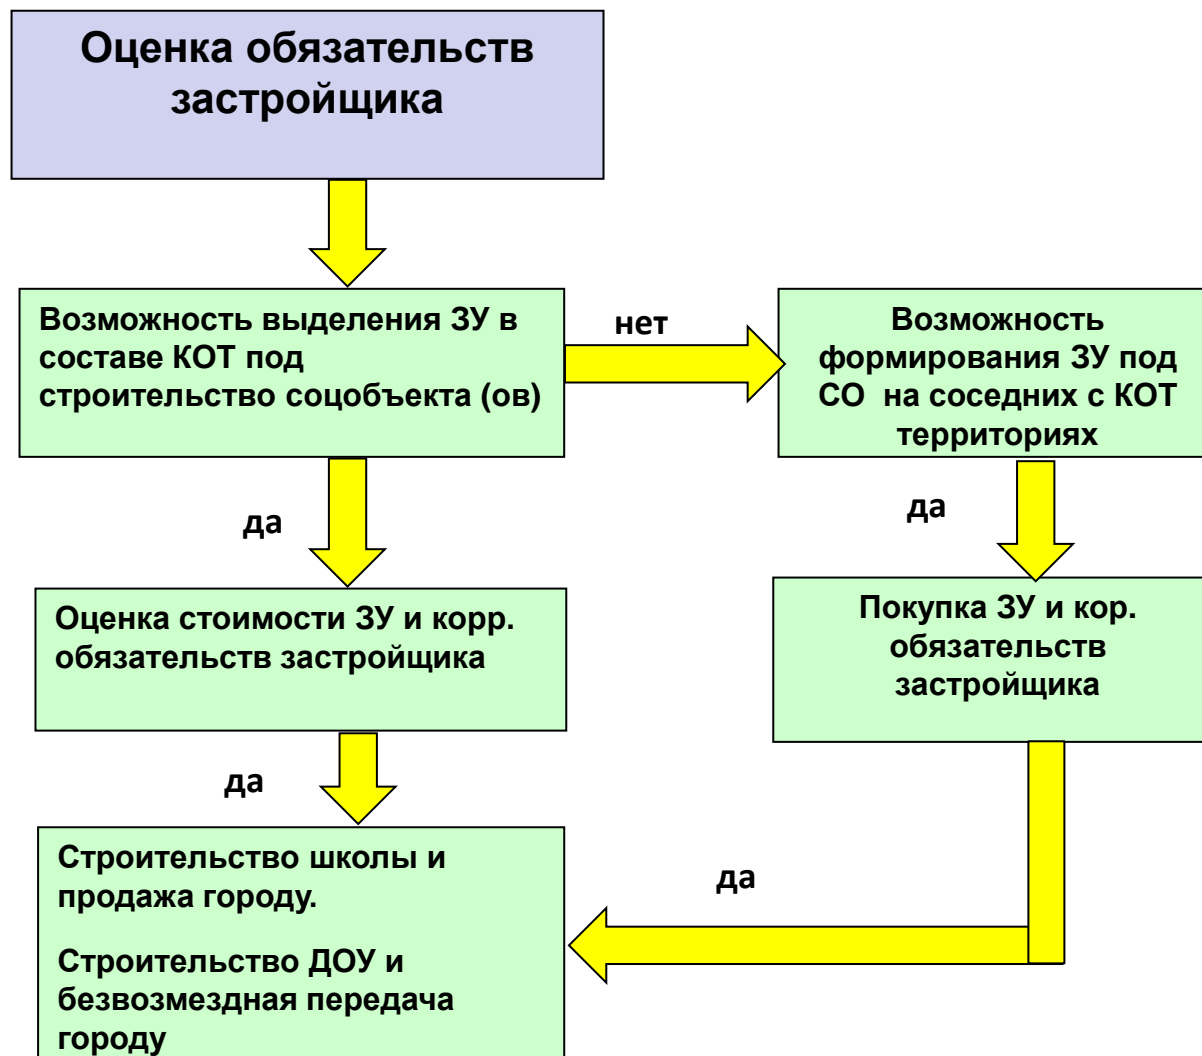 Оценка обязательств
застройщика
Возможность выделения ЗУ в
составе КОТ под
строительство соцобъекта (ов)
нет
Возможность
формирования ЗУ под
СО на соседних с КОТ
территориях
да
да
Оценка стоимости ЗУ и корр.
обязательств застройщика
Покупка ЗУ и кор.
обязательств
застройщика
да
Строительство школы и
продажа городу.
Строительство ДОУ и
безвозмездная передача
городу
да